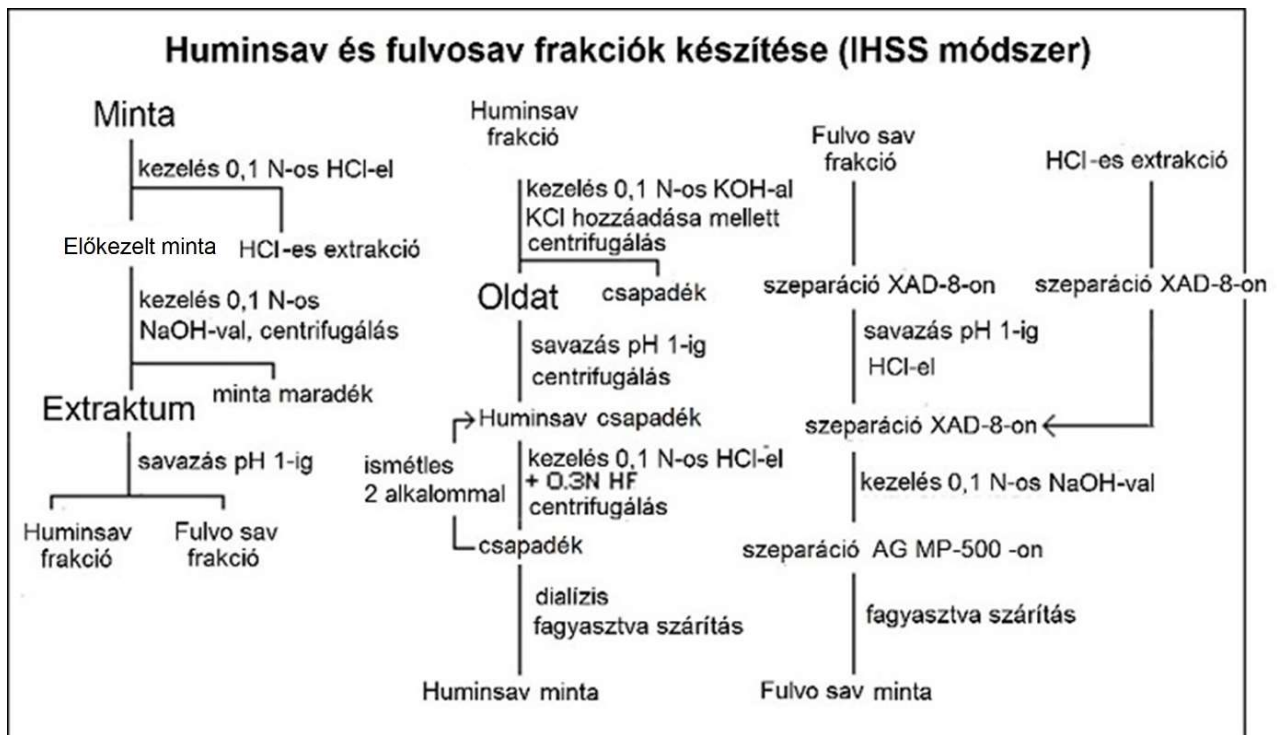 Huminsav és fulvosav frakciók készítése (IHSS módszer)
Minta
kezelés 0,1 N-os HCl-el
Előkezelt minta
HCl-es extrakció
kezelés 0,1 N-os
NaOH-val, centrifugálás
minta maradék
Extraktum
savazás pH 1-ig
Huminsav
frakció
Fulvo sav
frakció
Huminsav
frakció
kezelés 0,1 N-os KOH-al
KCl hozzáadása mellett
centrifugálás
Oldat
csapadék
savazás pH 1-ig
centrifugálás
Huminsav csapadék
ismétles
2 alkalommal
kezelés 0,1 N-os HCl-el
+ 0.3N HF
centrifugálás
csapadék
dialízis
fagyasztva szárítás
Huminsav minta
Fulvo sav
frakció
szeparáció XAD-8-on
savazás pH 1-ig
HCl-el
szeparáció XAD-8-on
kezelés 0,1 N-os NaOH-val
szeparáció AG MP-500 -on
fagyasztva szárítás
Fulvo sav minta
HCl-es extrakció
szeparáció XAD-8-on